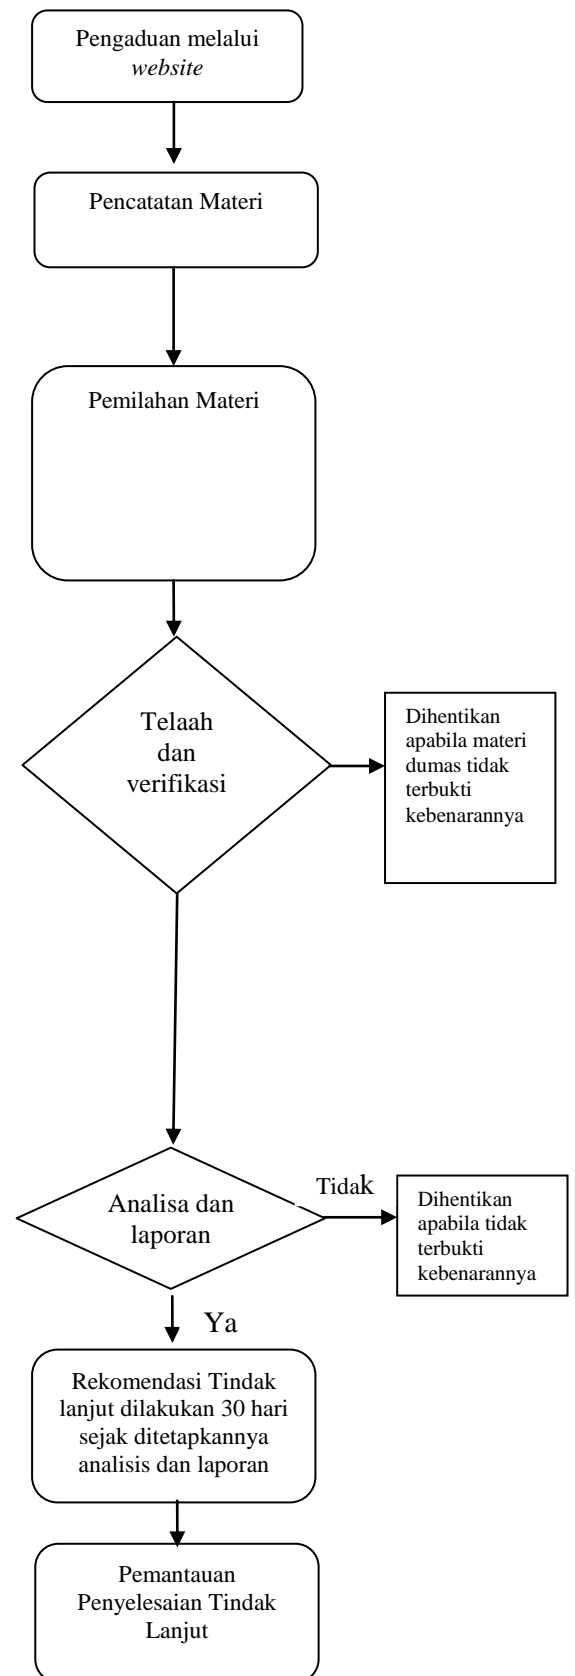 Pengaduan melalui
website
Pencatatan Materi
Pemilahan Materi
Telaah
dan
verifikasi
Dihentikan
apabila materi
dumas tidak
terbukti
kebenarannya
Analisa dan
laporan
Tidak
Dihentikan
apabila tidak
terbukti
kebenarannya
Ya
Rekomendasi Tindak
lanjut dilakukan 30 hari
sejak ditetapkannya
analisis dan laporan
Pemantauan
Penyelesaian Tindak
Lanjut